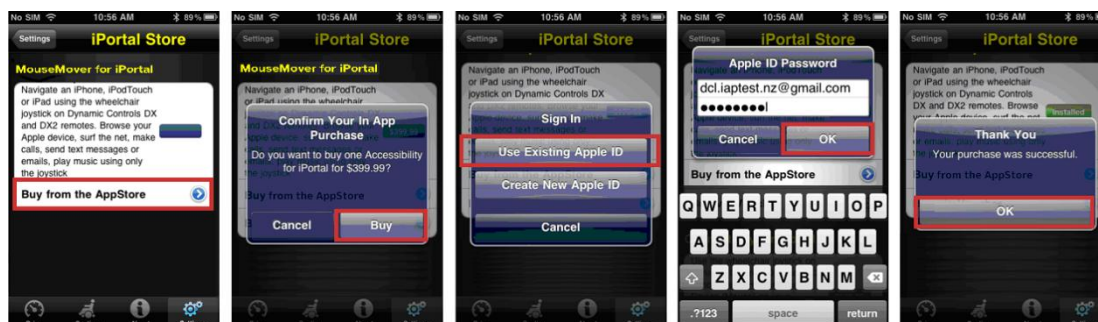 No SIM 10:56 AM 89%
Settings iPortal Store
MouseMover for iPortal
Navigate an iPhone, iPodTouch
or iPad using the wheelchair
joystick on Dynamic Controls DX
and DX2 remotes. Browse your
Apple device, surf the net, make
calls, send text messages or
emails, play music using only
the joystick
Buy from the AppStore
No SIM 10:56 AM 89%
Settings iPortal Store
MouseMover for iPortal
Navigate an iPhone, iPodTouch
or iPad using the wheelchair
Confirm Your In App
Purchase
Do you want to buy one Accessibility
for iPortal for $399.99?
Buy from the AppStore
Cancel Buy
No SIM 10:56 AM 89%
Settings iPortal Store
Navigate an iPhone, iPodTouch
or iPad using the wheelchair
joystick on Dynamic Controls
Sign In
Use Existing Apple ID
Create New Apple ID
Cancel
No SIM 10:56 AM 89%
Settings iPortal Store
Apple ID Password
dcl.iaptest.nz@gmail.com
●●●●●●●●
Cancel OK
Buy from the AppStore
Q W E R T Y U I O P
A S D F G H J K L
Z X C V B N M
.?123 space return
No SIM 10:56 AM 89%
Settings iPortal Store
Navigate an iPhone, iPodTouch
or iPad using the wheelchair
joystick on Dynamic Controls
DX and DX2 remotes. Browse
Installed
Thank You
Your purchase was successful.
OK